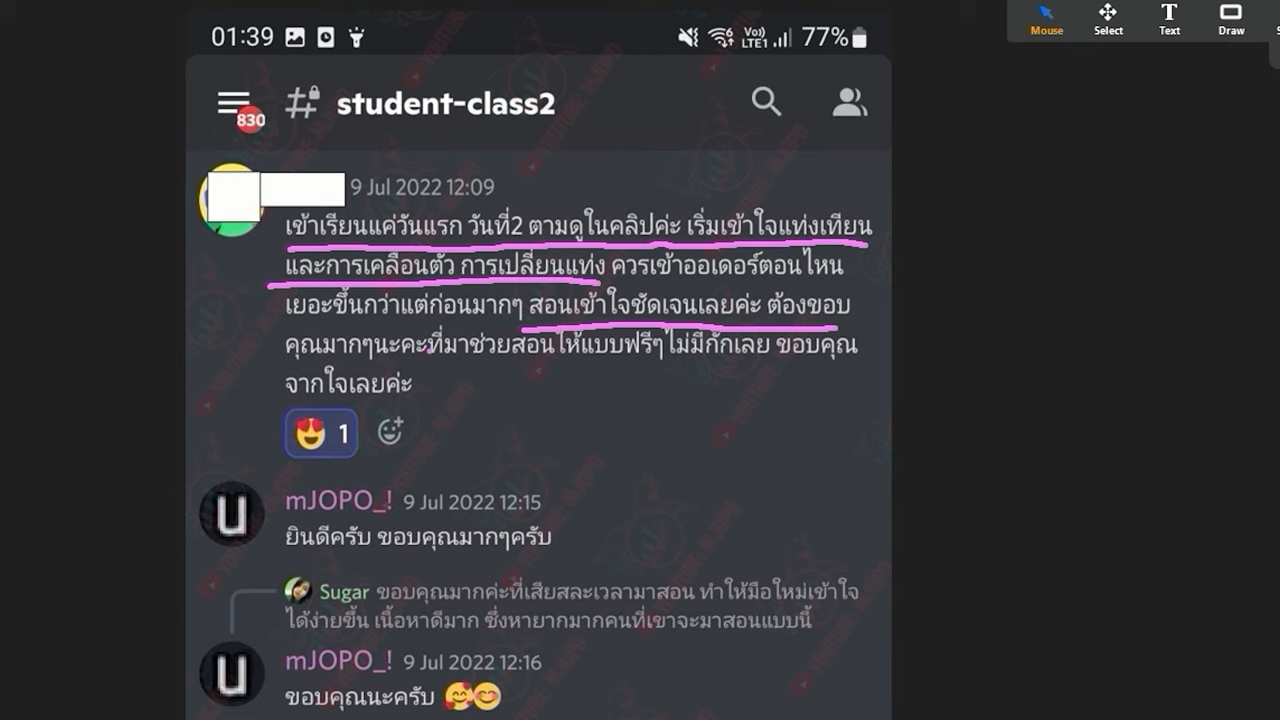 01:39 Vo) LTE1 77%
Mouse Select Text Draw
830 # student-class2
9 Jul 2022 12:09
เข้าเรียนแค่วันแรก วันที่2 ตามดูในคลิปค่ะ เริ่มเข้าใจแท่งเทียน
และการเคลื่อนตัว การเปลี่ยนแท่ง ควรเข้าออเดอร์ตอนไหน
เยอะขึ้นกว่าแต่ก่อนมากๆ สอนเข้าใจชัดเจนเลยค่ะ ต้องขอบ
คุณมากๆนะคะที่มาช่วยสอนให้แบบฟรีๆ ไม่มีกั๊กเลย ขอบคุณ
จากใจเลยค่ะ
1
mJOPO_! 9 Jul 2022 12:15
ยินดีครับ ขอบคุณมากๆครับ
Sugar ขอบคุณมากค่ะที่เสียสละเวลามาสอน ทำให้มือใหม่เข้าใจ
ได้ง่ายขึ้น เนื้อหาดีมาก ซึ่งหายากมากคนที่เขาจะมาสอนแบบนี้
mJOPO_! 9 Jul 2022 12:16
ขอบคุณนะครับ